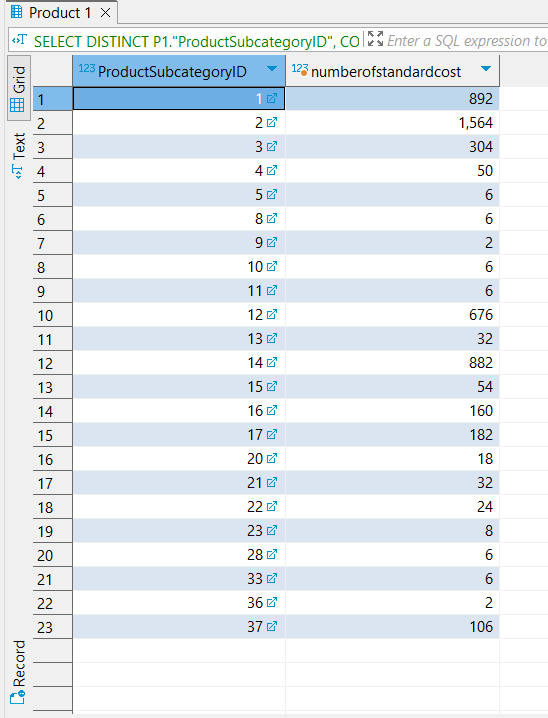 Product 1
SELECT DISTINCT P1."ProductSubcategoryID", CO
Enter a SQL expression to
Grid
Text
Record
123 ProductSubcategoryID 123 numberofstandardcost
1 1 892
2 2 1,564
3 3 304
4 4 50
5 5 6
6 8 6
7 9 2
8 10 6
9 11 6
10 12 676
11 13 32
12 14 882
13 15 54
14 16 160
15 17 182
16 20 18
17 21 32
18 22 24
19 23 8
20 28 6
21 33 6
22 36 2
23 37 106